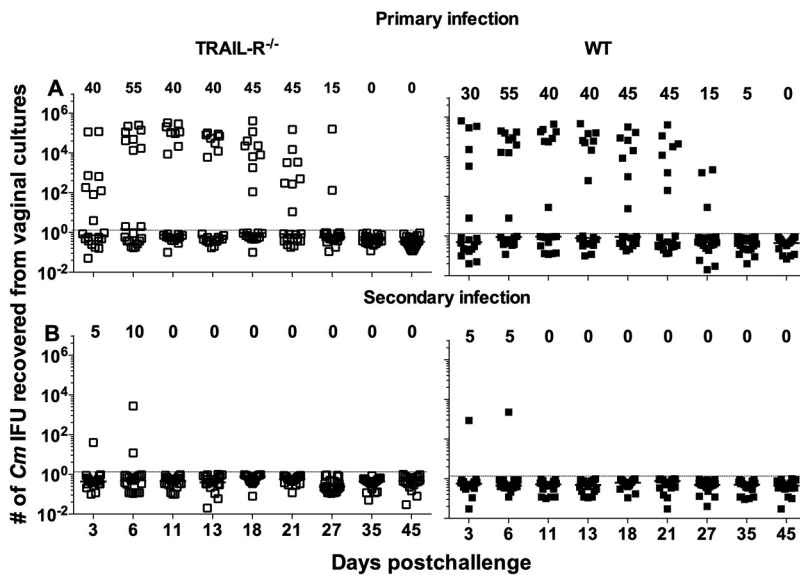 Primary infection
TRAIL-R-/- WT
A 40 55 40 40 45 45 15 0 0 30 55 40 40 45 45 15 5 0
10^6
10^4
10^2
10^0
10^-2
Secondary infection
B 5 10 0 0 0 0 0 0 0 5 5 0 0 0 0 0 0 0
10^6
10^4
10^2
10^0
10^-2
3 6 11 13 18 21 27 35 45 3 6 11 13 18 21 27 35 45
Days postchallenge
# of Cm IFU recovered from vaginal cultures